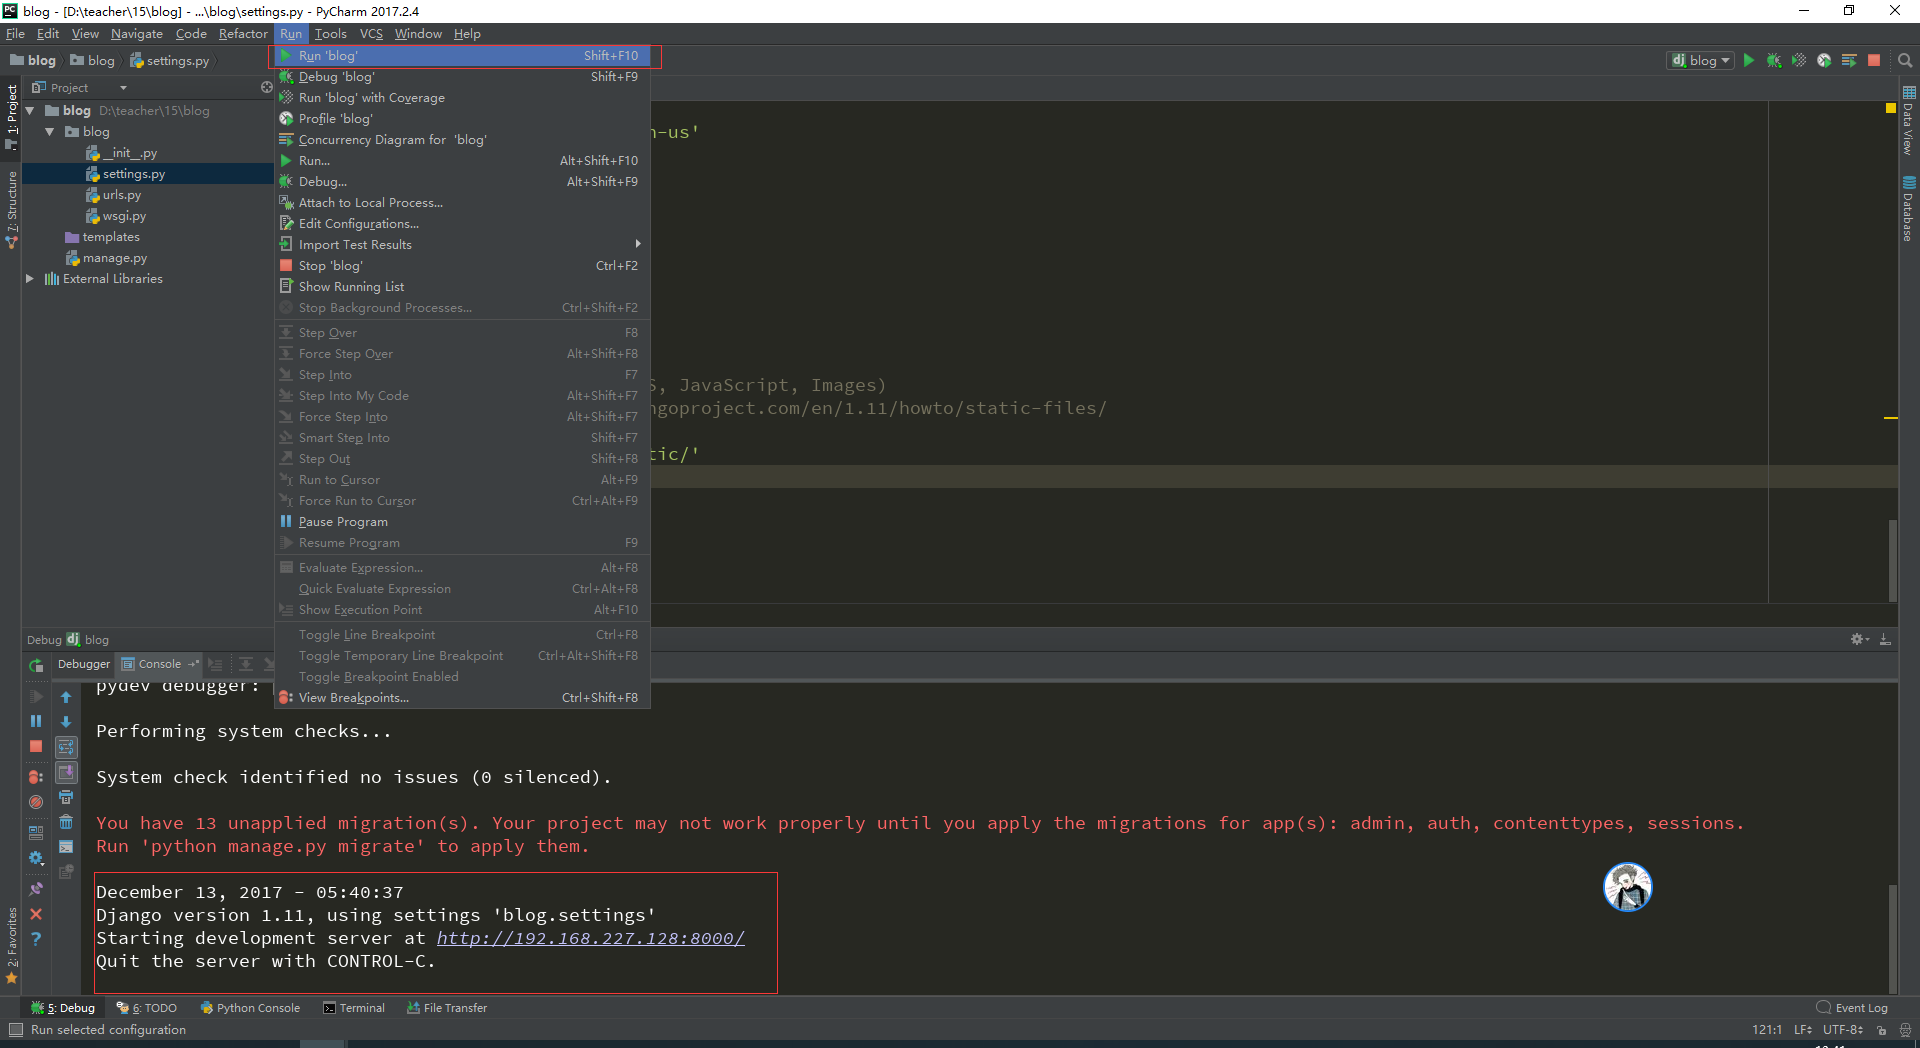 blog - [D:\teacher\15\blog] - ...\blog\settings.py - PyCharm 2017.2.4
File Edit View Navigate Code Refactor Run Tools VCS Window Help
blog blog settings.py
dj blog
Run 'blog' Shift+F10
Debug 'blog' Shift+F9
Run 'blog' with Coverage
Profile 'blog'
Concurrency Diagram for 'blog'
Run... Alt+Shift+F10
Debug... Alt+Shift+F9
Attach to Local Process...
Edit Configurations...
Import Test Results
Stop 'blog' Ctrl+F2
Show Running List
Stop Background Processes... Ctrl+Shift+F2
Step Over F8
Force Step Over Alt+Shift+F8
Step Into F7
Step Into My Code Alt+Shift+F7
Force Step Into Alt+Shift+F7
Smart Step Into Shift+F7
Step Out Shift+F8
Run to Cursor Alt+F9
Force Run to Cursor Ctrl+Alt+F9
Pause Program
Resume Program F9
Evaluate Expression... Alt+F8
Quick Evaluate Expression Ctrl+Alt+F8
Show Execution Point Alt+F10
Toggle Line Breakpoint Ctrl+F8
Toggle Temporary Line Breakpoint Ctrl+Alt+Shift+F8
Toggle Breakpoint Enabled
View Breakpoints... Ctrl+Shift+F8
1: Project
7: Structure
2: Favorites
Project
blog D:\teacher\15\blog
blog
__init__.py
settings.py
urls.py
wsgi.py
templates
manage.py
External Libraries
n-us'
S, JavaScript, Images)
ngoproject.com/en/1.11/howto/static-files/
tic/'
Data View
Database
Debug dj blog
Debugger Console
pydev debugger:
Performing system checks...
System check identified no issues (0 silenced).
You have 13 unapplied migration(s). Your project may not work properly until you apply the migrations for app(s): admin, auth, contenttypes, sessions.
Run 'python manage.py migrate' to apply them.
December 13, 2017 - 05:40:37
Django version 1.11, using settings 'blog.settings'
Starting development server at http://192.168.227.128:8000/
Quit the server with CONTROL-C.
5: Debug 6: TODO Python Console Terminal File Transfer Event Log
Run selected configuration 121:1 LF UTF-8